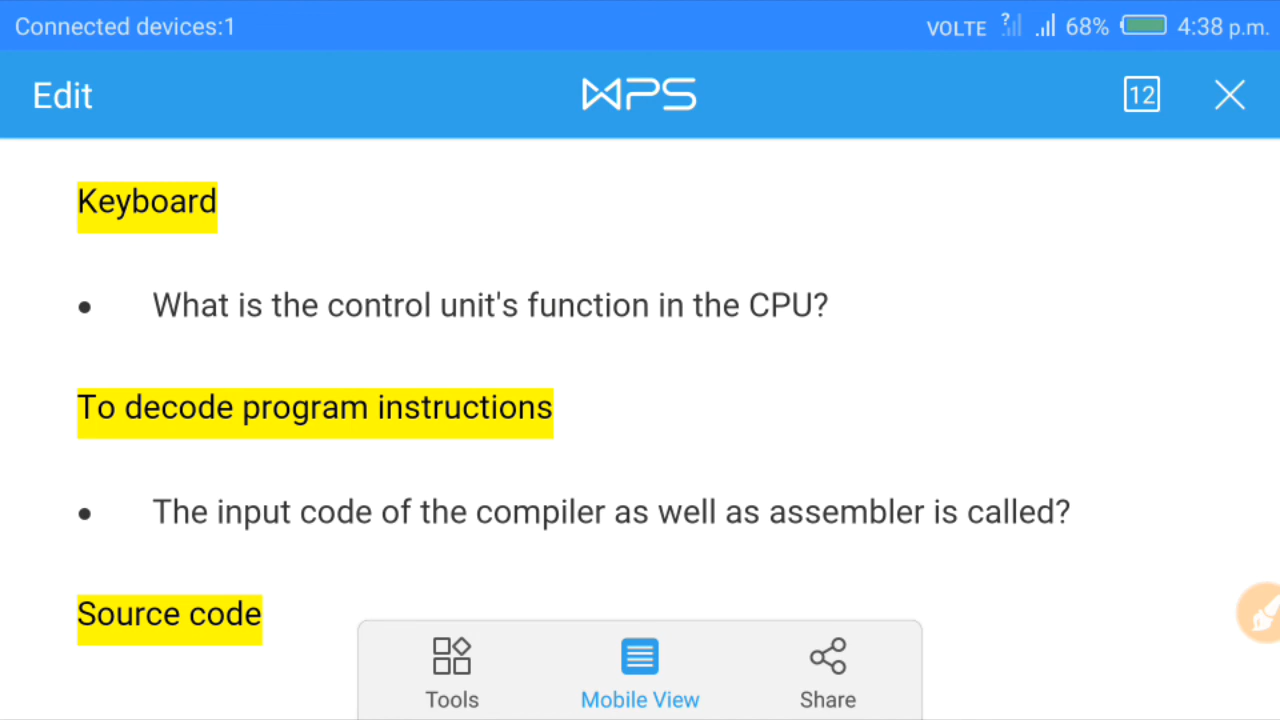 Connected devices:1
VOLTE ? 68% 4:38 p.m.
Edit WPS 12
Keyboard
• What is the control unit's function in the CPU?
To decode program instructions
• The input code of the compiler as well as assembler is called?
Source code
Tools Mobile View Share